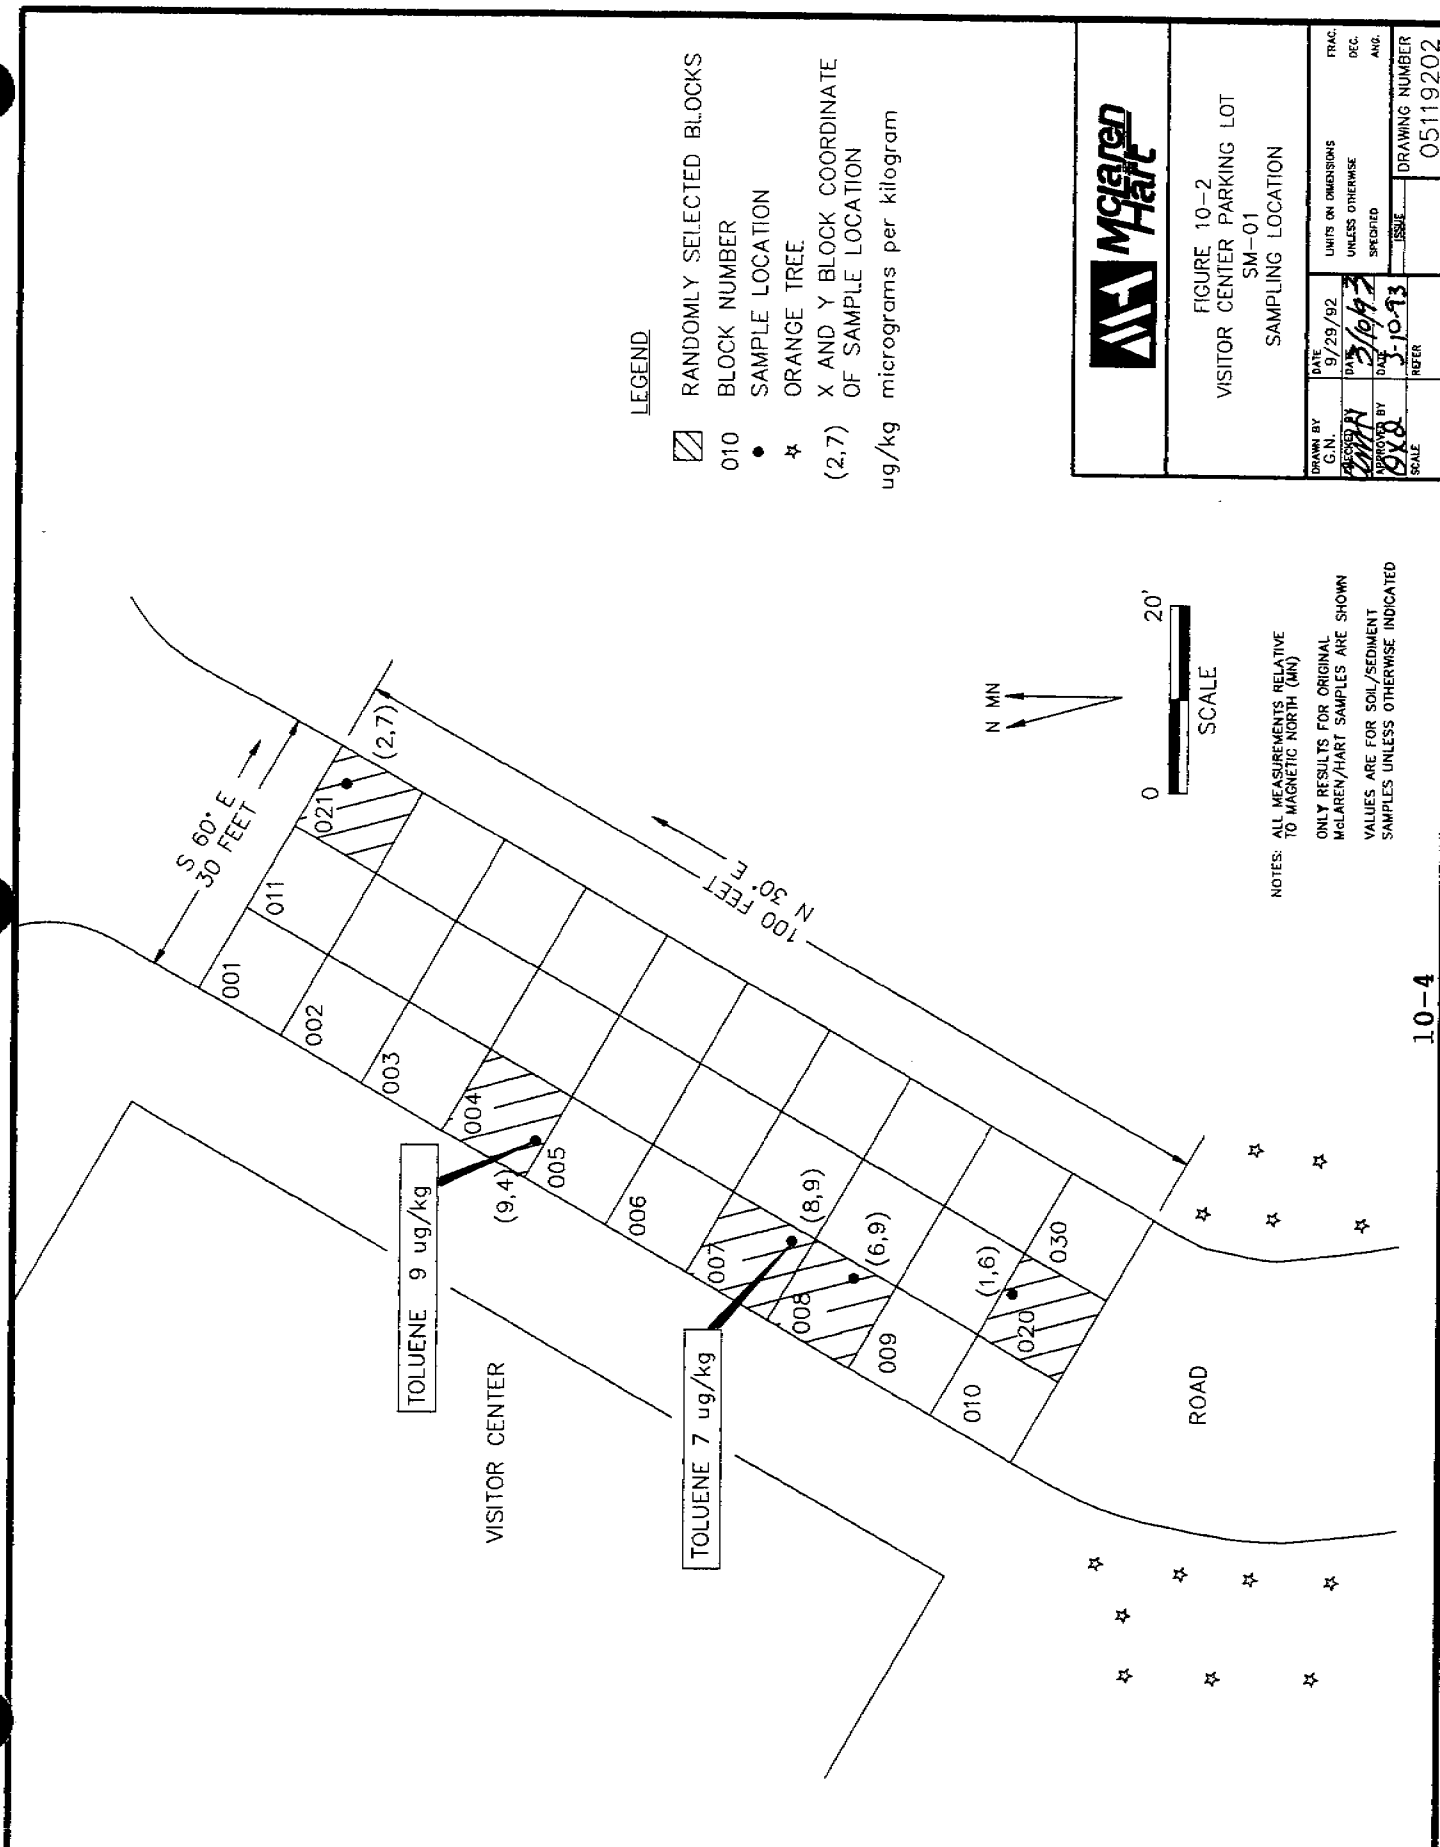 S 60° E
30 FEET
001
011
021
(2,7)
002
003
004
(9,4)
005
006
007
(8,9)
008
(6,9)
009
010
(1,6)
020
030
100 FEET
N 30° E
TOLUENE 9 ug/kg
TOLUENE 7 ug/kg
VISITOR CENTER
ROAD
LEGEND
RANDOMLY SELECTED BLOCKS
010 BLOCK NUMBER
SAMPLE LOCATION
ORANGE TREE
(2,7) X AND Y BLOCK COORDINATE
OF SAMPLE LOCATION
ug/kg micrograms per kilogram
N MN
0 20'
SCALE
NOTES: ALL MEASUREMENTS RELATIVE
TO MAGNETIC NORTH (MN)
ONLY RESULTS FOR ORIGINAL
McLAREN/HART SAMPLES ARE SHOWN
VALUES ARE FOR SOIL/SEDIMENT
SAMPLES UNLESS OTHERWISE INDICATED
McLaren
Hart
FIGURE 10-2
VISITOR CENTER PARKING LOT
SM-01
SAMPLING LOCATION
DRAWN BY
G.N.
DATE
9/29/92
CHECKED BY
DATE
3/10/93
APPROVED BY
DATE
3-10-93
SCALE
REFER
UNITS ON DIMENSIONS
UNLESS OTHERWISE
SPECIFIED
FRAC.
DEC.
ANG.
ISSUE
DRAWING NUMBER
05119202
10-4